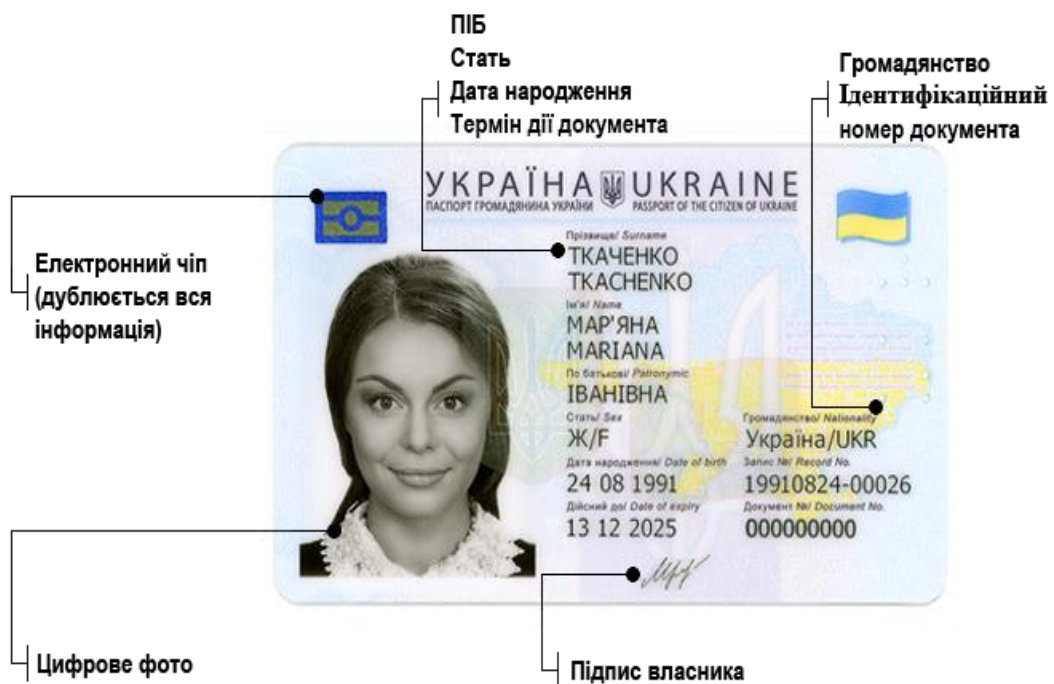 ПІБ
Стать
Дата народження
Термін дії документа
Громадянство
Ідентифікаційний
номер документа
УКРАЇНА UKRAINE
ПАСПОРТ ГРОМАДЯНИНА УКРАЇНИ PASSPORT OF THE CITIZEN OF UKRAINE
Прізвище/ Surname
ТКАЧЕНКО
TKACHENKO
Ім'я/ Name
МАР'ЯНА
MARIANA
По батькові/ Patronymic
ІВАНІВНА
Стать/ Sex
Ж/F
Громадянство/ Nationality
Україна/UKR
Дата народження/ Date of birth
24 08 1991
Запис №/ Record No.
19910824-00026
Дійсний до/ Date of expiry
13 12 2025
Документ №/ Document No.
000000000
Електронний чіп
(дублюється вся
інформація)
Цифрове фото
Підпис власника